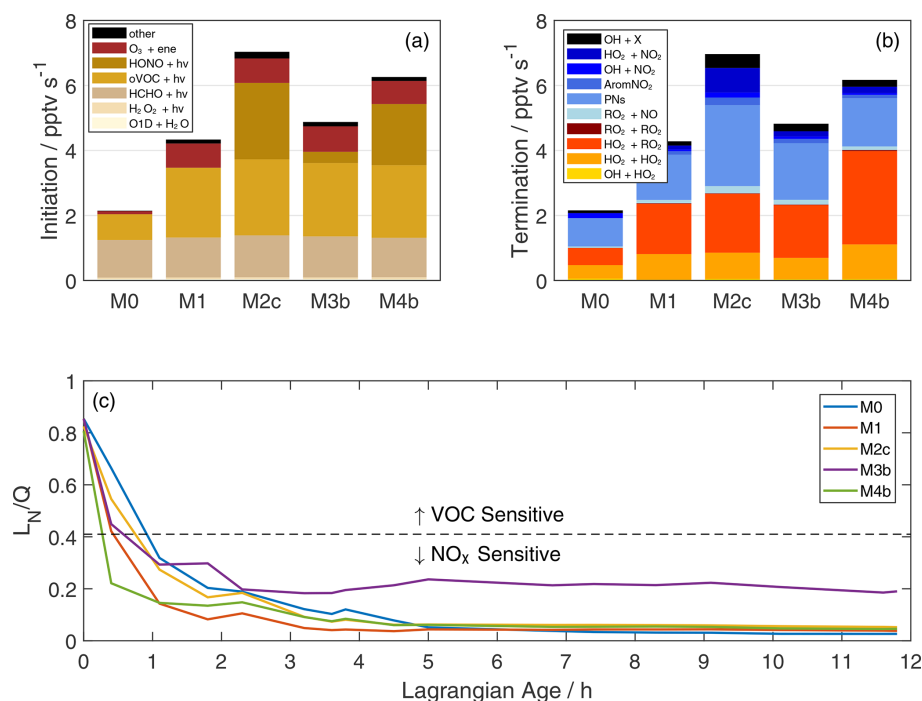 (a)
Initiation / pptv s⁻¹
8
6
4
2
0
other
O₃ + ene
HONO + hν
oVOC + hν
HCHO + hν
H₂O₂ + hν
O1D + H₂O
M0 M1 M2c M3b M4b
(b)
Termination / pptv s⁻¹
8
6
4
2
0
OH + X
HO₂ + NO₂
OH + NO₂
AromNO₂
PNs
RO₂ + NO
RO₂ + RO₂
HO₂ + RO₂
HO₂ + HO₂
OH + HO₂
M0 M1 M2c M3b M4b
(c)
L_N/Q
1
0.8
0.6
0.4
0.2
0
↑ VOC Sensitive
↓ NOₓ Sensitive
M0
M1
M2c
M3b
M4b
0 1 2 3 4 5 6 7 8 9 10 11 12
Lagrangian Age / h